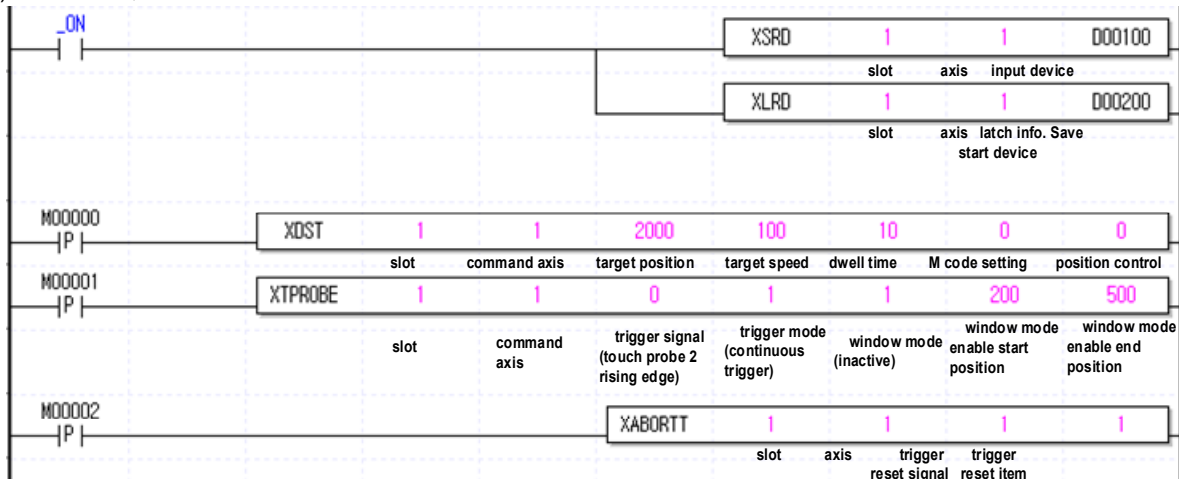 _ON
XSRD 1 1 D00100
slot axis input device
XLRD 1 1 D00200
slot axis latch info. Save
start device
M00000
P
XDST 1 1 2000 100 10 0 0
slot command axis target position target speed dwell time M code setting position control
M00001
P
XTPROBE 1 1 0 1 1 200 500
slot command
axis
trigger signal
(touch probe 2
rising edge)
trigger mode
(continuous
trigger)
window mode
(inactive)
window mode
enable start
position
window mode
enable end
position
M00002
P
XABORTT 1 1 1 1
slot axis trigger
reset signal
trigger
reset item